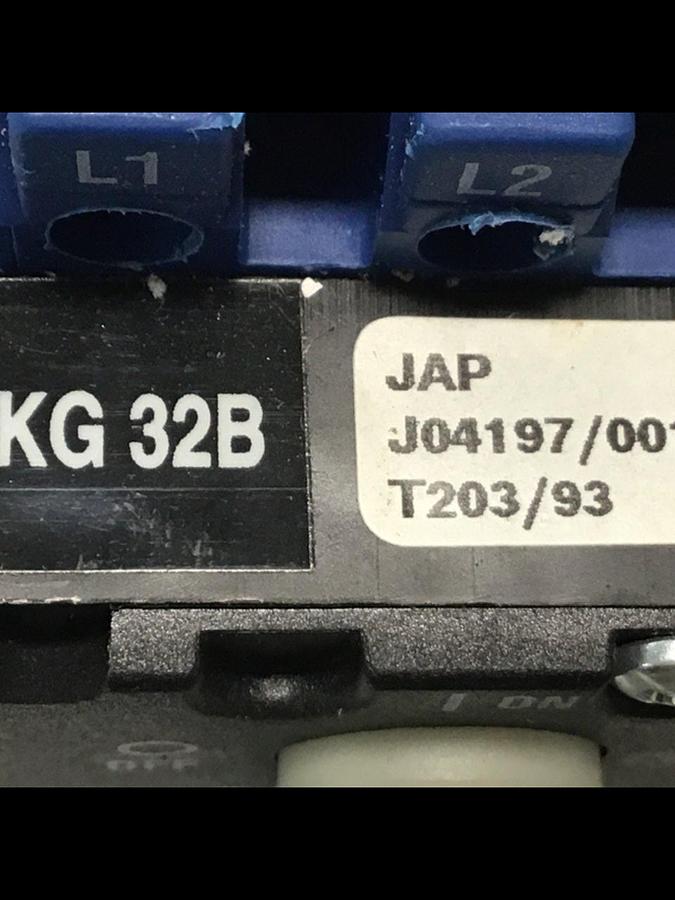 L1
L2
KG 32B
JAP
J04197/001
T203/93
I ON
OFF